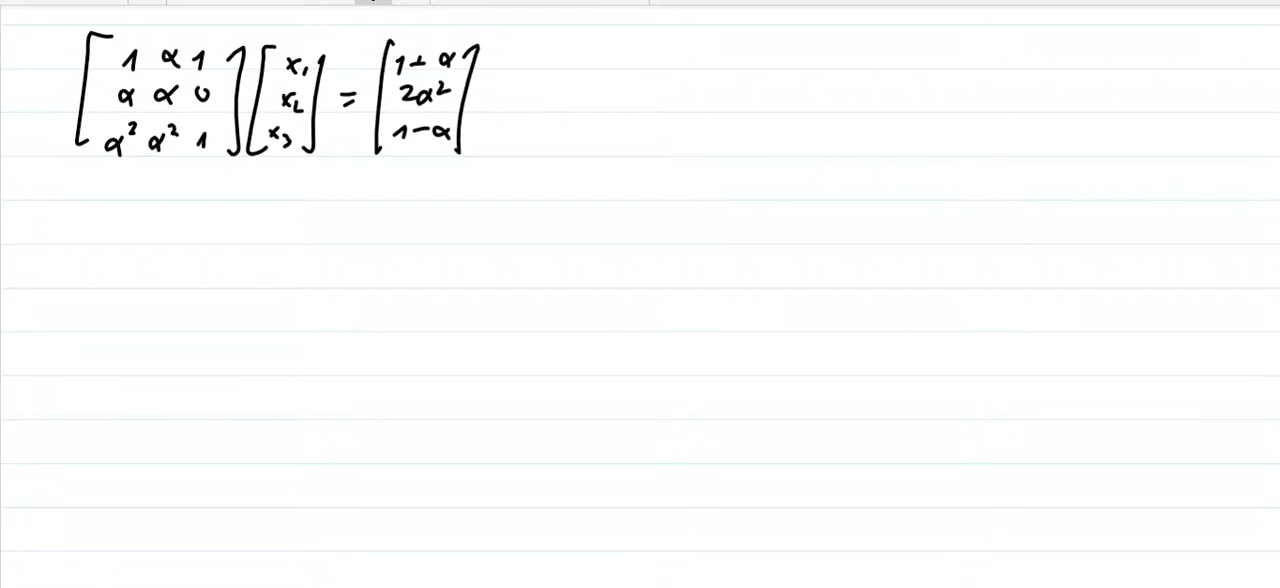 [1 α 1] [x₁] = [1+α]
[α α 0] [x₂] [2α²]
[α² α² 1] [x₃] [1-α]